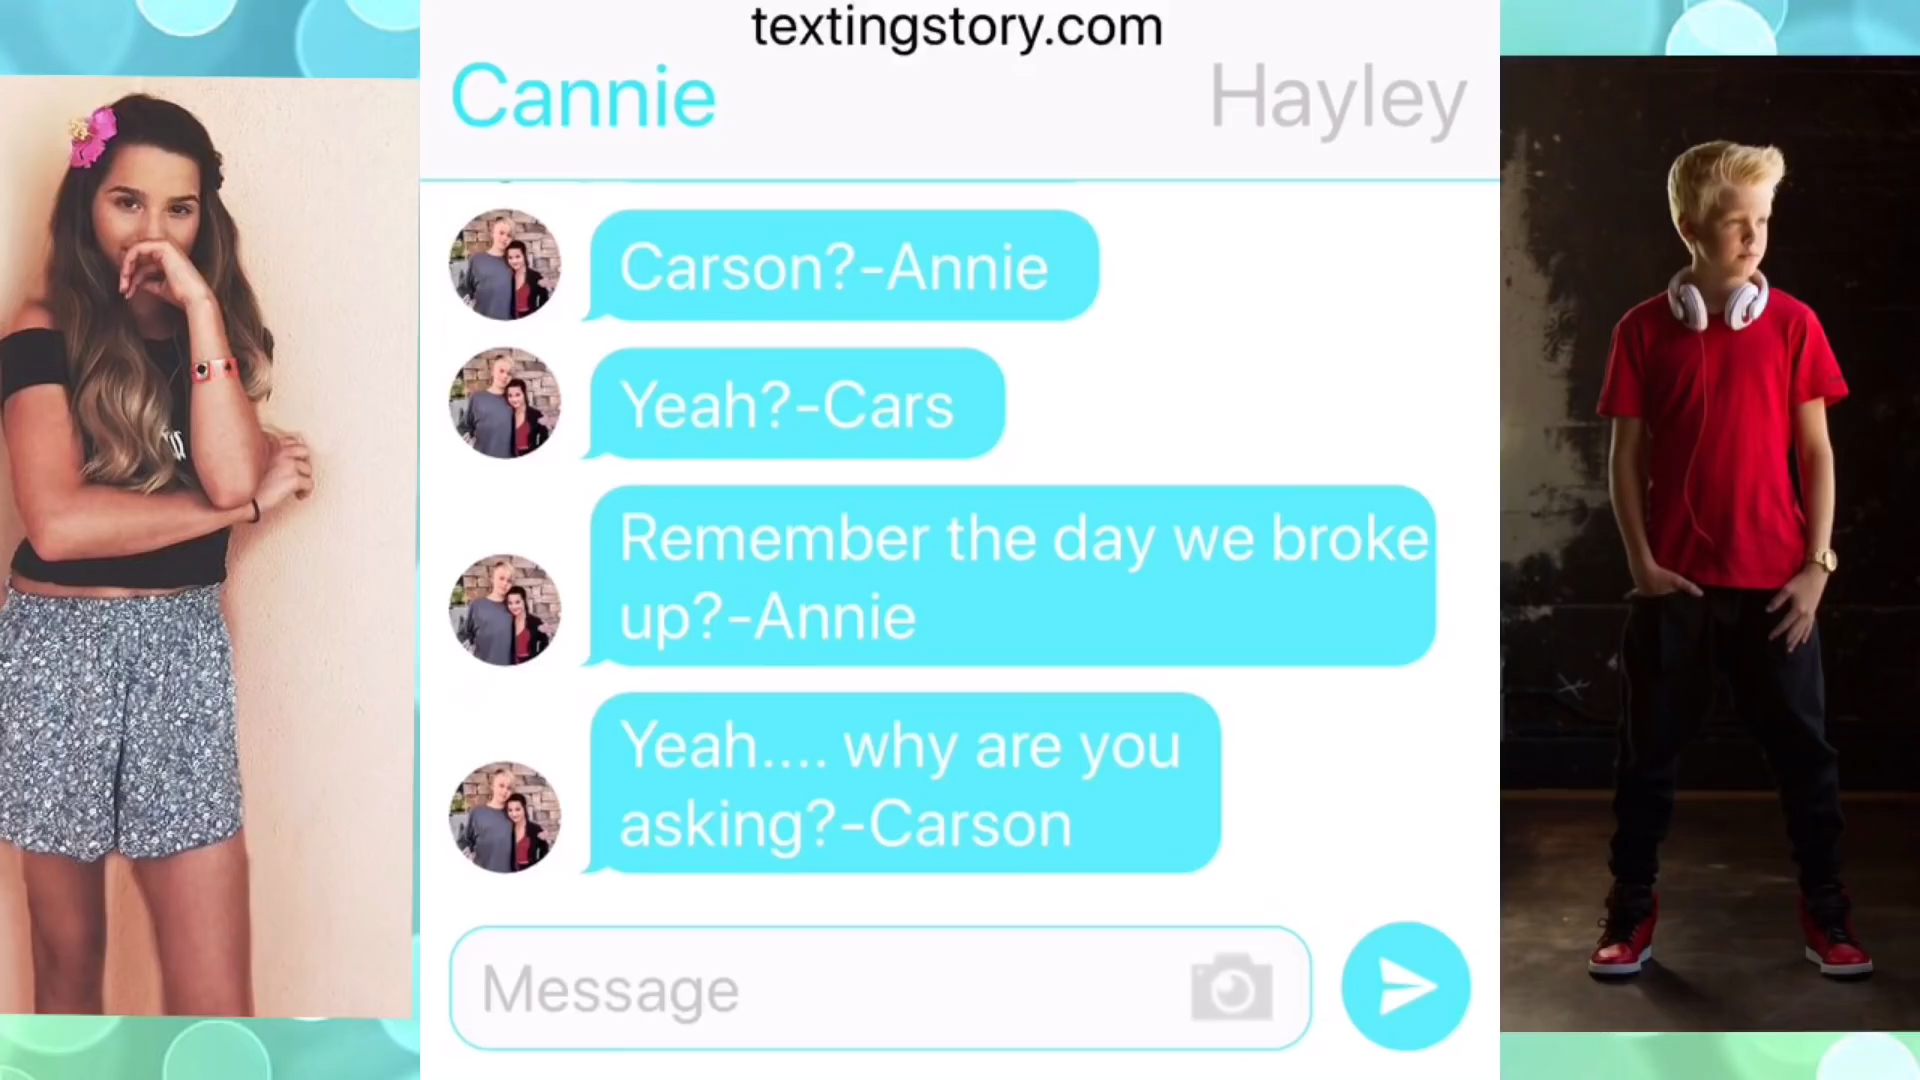 textingstory.com
Cannie
Hayley
Carson?-Annie
Yeah?-Cars
Remember the day we broke
up?-Annie
Yeah.... why are you
asking?-Carson
Message